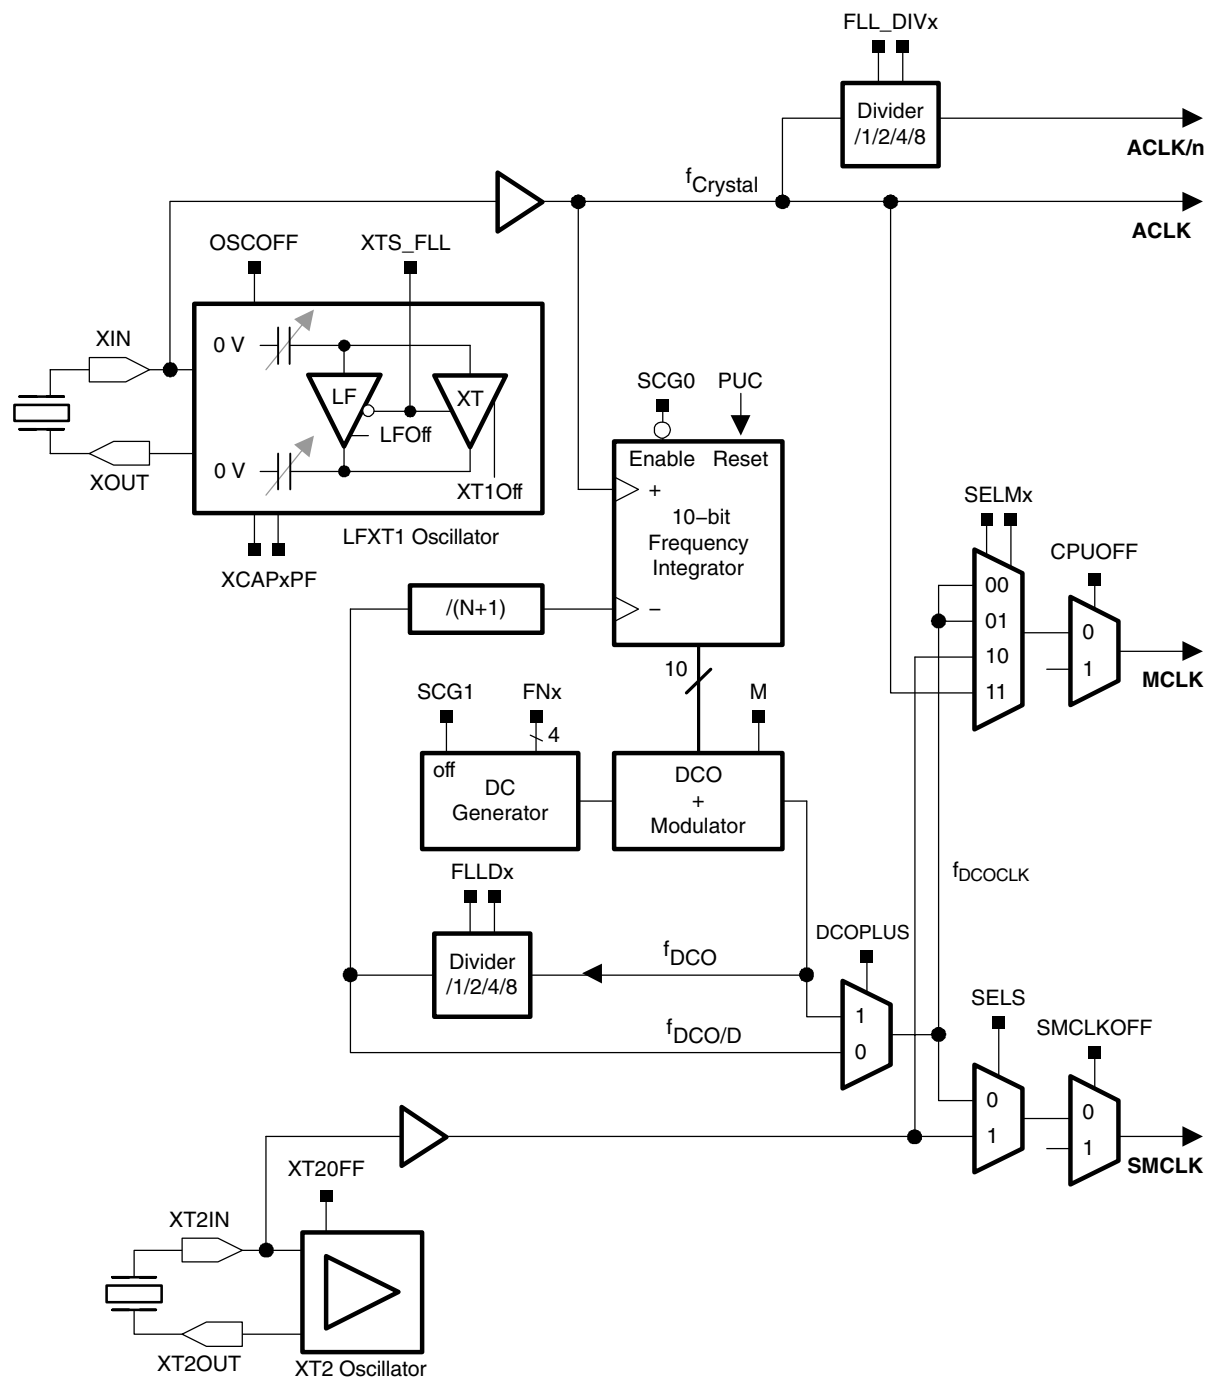 FLL_DIVx
Divider
/1/2/4/8
ACLK/n
fCrystal
ACLK
OSCOFF
XTS_FLL
XIN
0 V
LF
XT
LFOff
XOUT
0 V
XT1Off
LFXT1 Oscillator
XCAPxPF
SCG0
PUC
Enable
Reset
+
10−bit
Frequency
Integrator
−
/(N+1)
10
SELMx
CPUOFF
00
01
10
11
0
1
MCLK
SCG1
FNx
4
M
off
DC
Generator
DCO
+
Modulator
fDCOCLK
FLLDx
Divider
/1/2/4/8
fDCO
DCOPLUS
1
0
fDCO/D
SELS
SMCLKOFF
0
1
0
1
SMCLK
XT20FF
XT2IN
XT2OUT
XT2 Oscillator